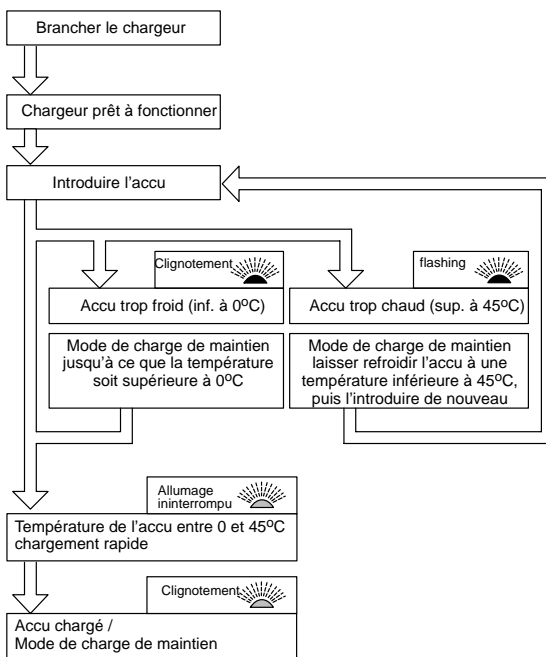 Brancher le chargeur
Chargeur prêt à fonctionner
Introduire l'accu
Clignotement
flashing
Accu trop froid (inf. à 0ºC)
Accu trop chaud (sup. à 45ºC)
Mode de charge de maintien
jusqu'à ce que la température
soit supérieure à 0ºC
Mode de charge de maintien
laisser refroidir l'accu à une
température inférieure à 45ºC,
puis l'introduire de nouveau
Allumage
ininterrompu
Température de l'accu entre 0 et 45ºC
chargement rapide
Clignotement
Accu chargé /
Mode de charge de maintien